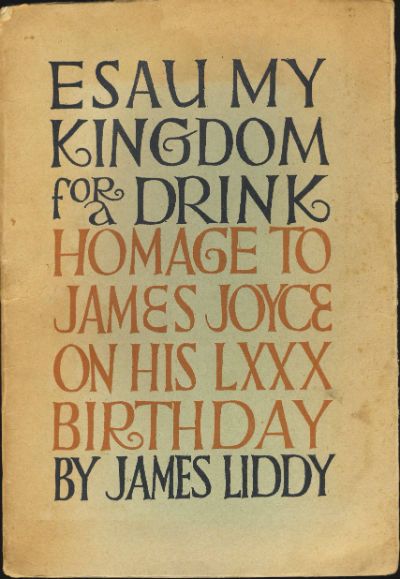 ESAU MY
KINGDOM
FOR A DRINK
HOMAGE TO
JAMES JOYCE
ON HIS LXXX
BIRTHDAY
BY JAMES LIDDY